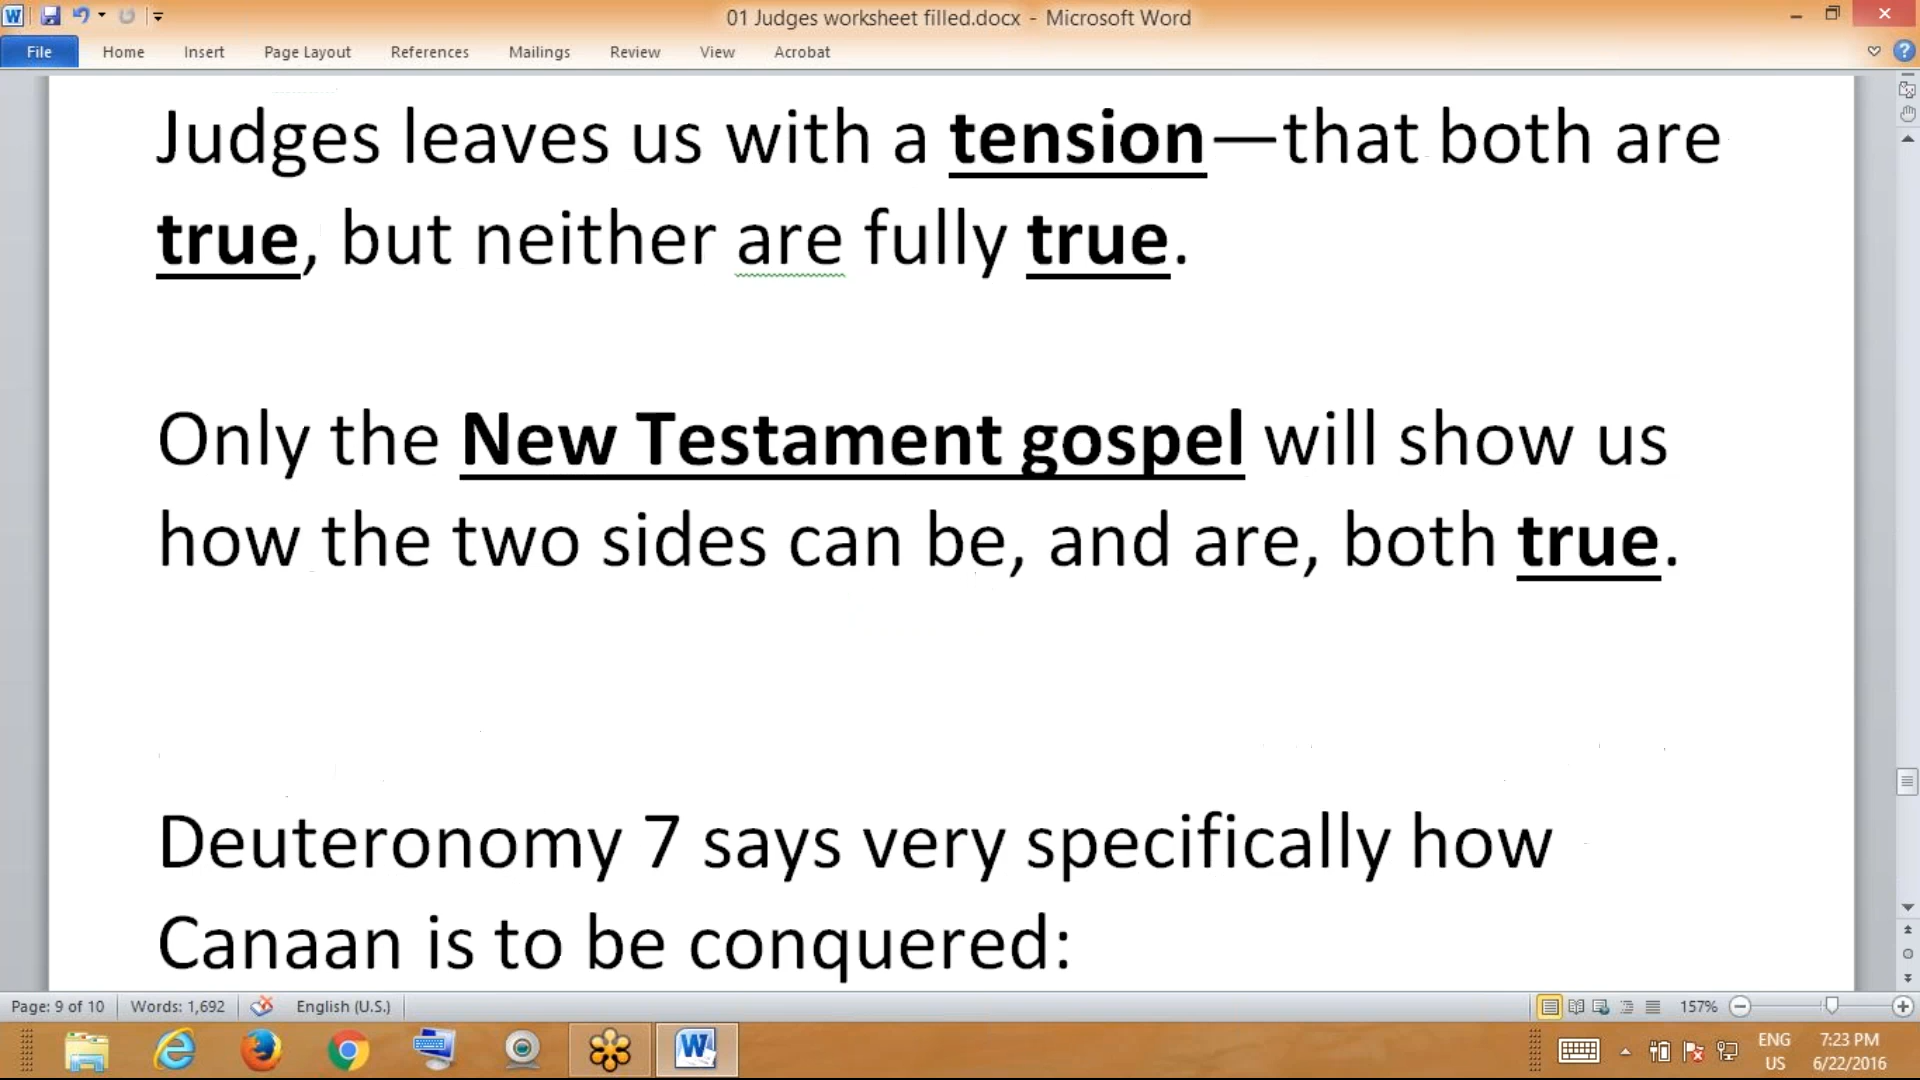 01 Judges worksheet filled.docx - Microsoft Word
File Home Insert Page Layout References Mailings Review View Acrobat
Judges leaves us with a tension—that both are
true, but neither are fully true.
Only the New Testament gospel will show us
how the two sides can be, and are, both true.
Deuteronomy 7 says very specifically how
Canaan is to be conquered:
Page: 9 of 10 Words: 1,692 English (U.S.) 157%
ENG 7:23 PM
US 6/22/2016